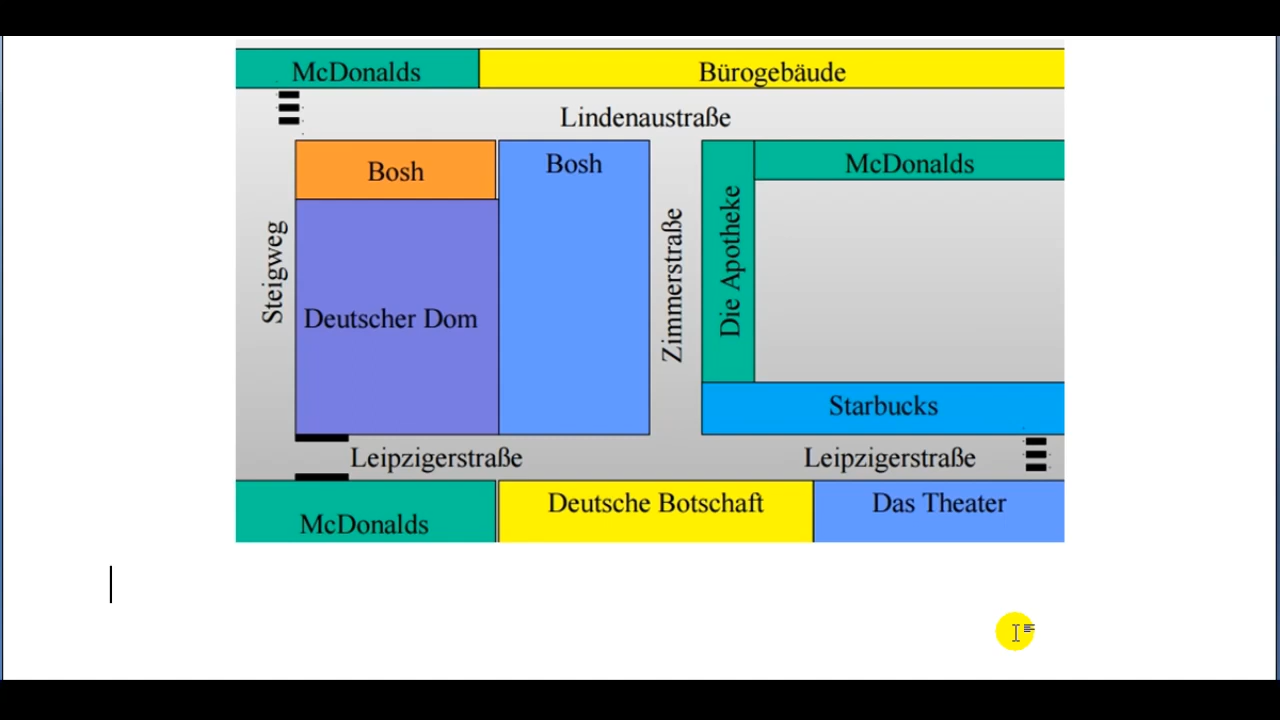 McDonalds
Bürogebäude
Lindenaustraße
Bosh
Bosh
McDonalds
Steigweg
Deutscher Dom
Zimmerstraße
Die Apotheke
Starbucks
Leipzigerstraße
Leipzigerstraße
McDonalds
Deutsche Botschaft
Das Theater